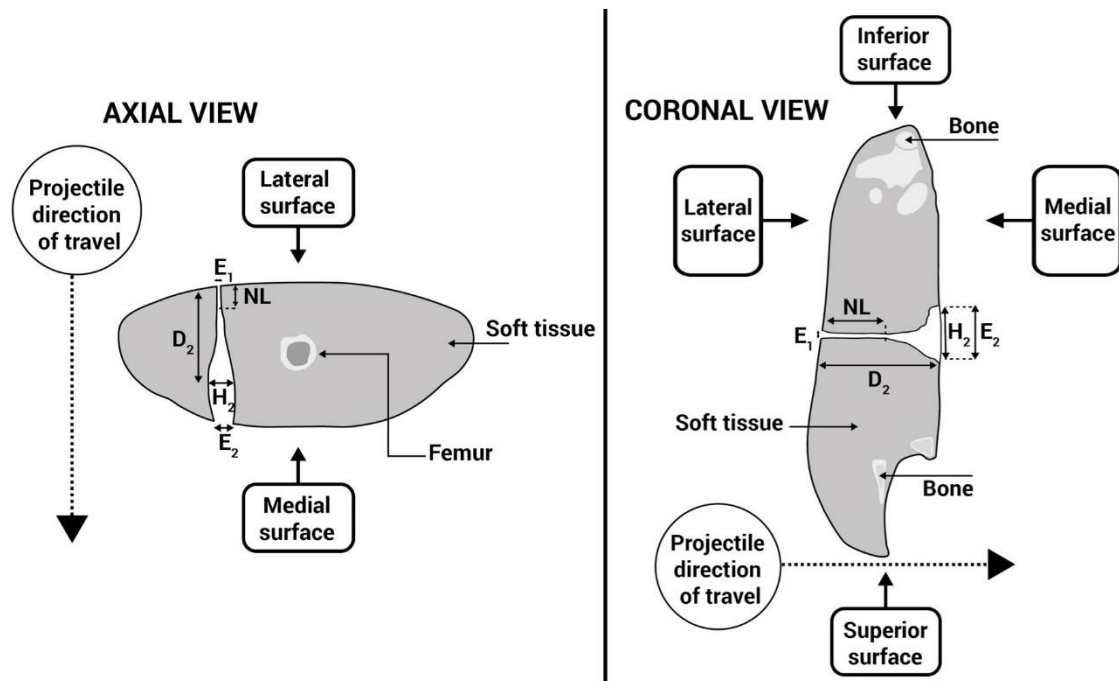 AXIAL VIEW
Projectile
direction
of travel
Lateral
surface
E1
NL
D2
Soft tissue
H2
E2
Femur
Medial
surface
CORONAL VIEW
Inferior
surface
Bone
Lateral
surface
Medial
surface
NL
E1
H2
E2
D2
Soft tissue
Bone
Projectile
direction
of travel
Superior
surface